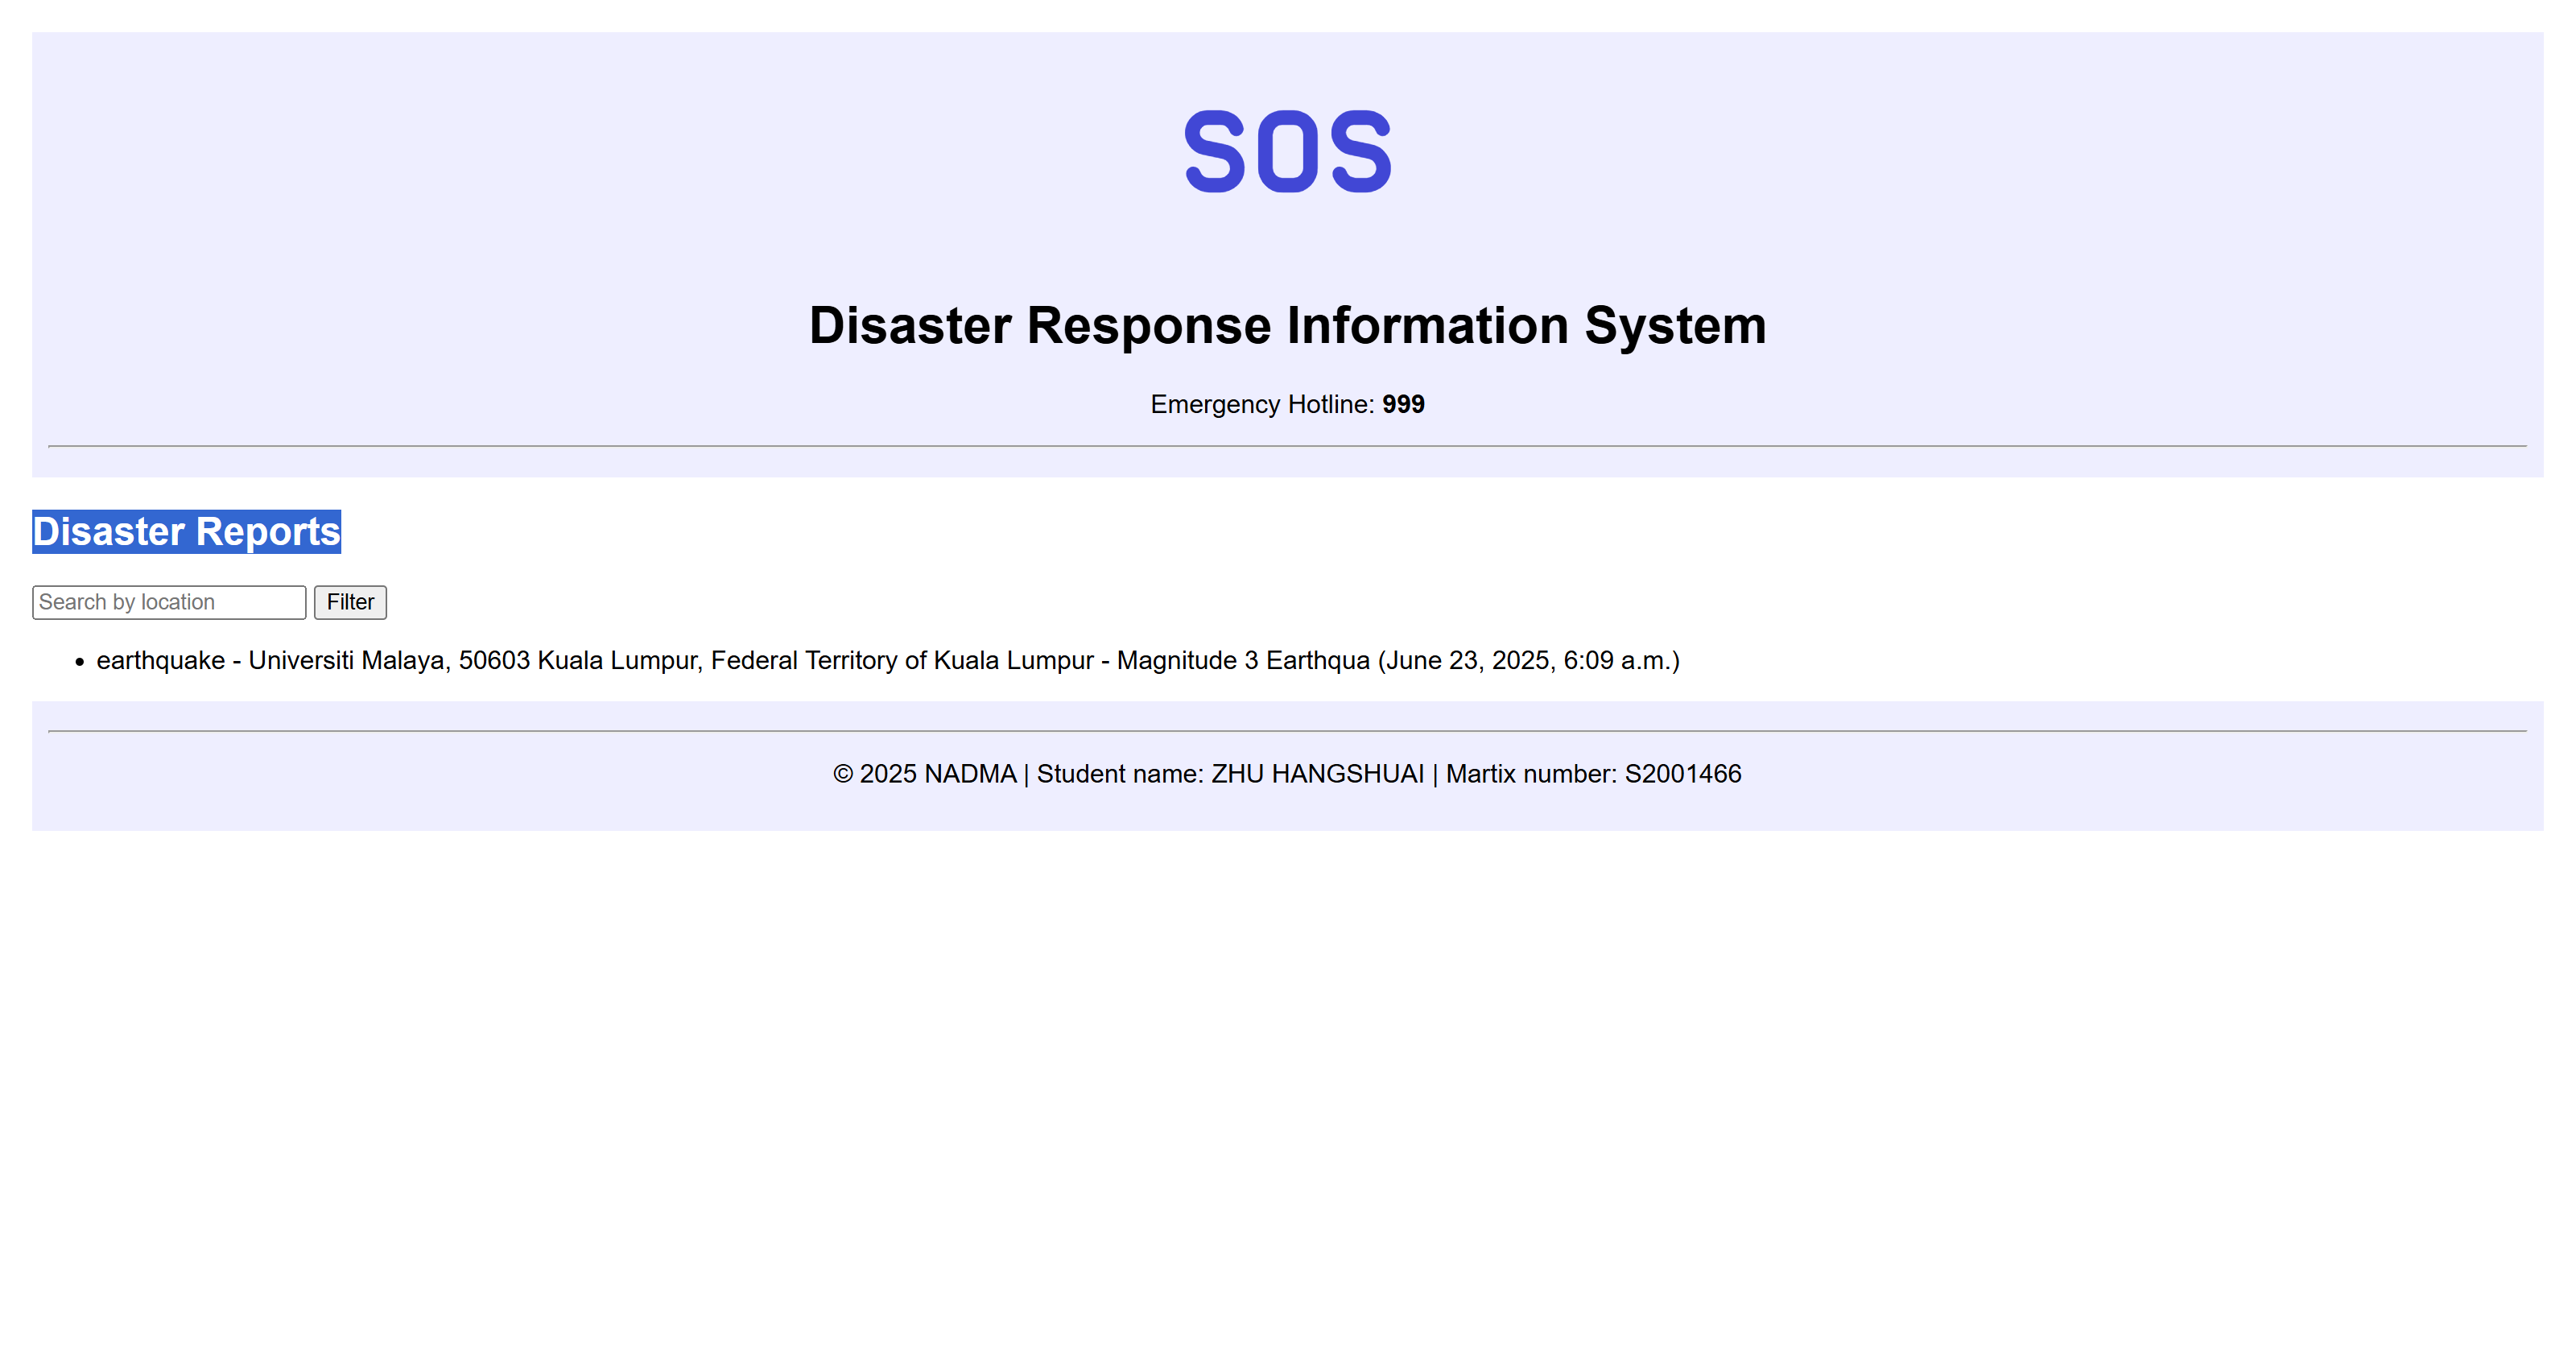 SOS
Disaster Response Information System
Emergency Hotline: 999
Disaster Reports
Search by location Filter
• earthquake - Universiti Malaya, 50603 Kuala Lumpur, Federal Territory of Kuala Lumpur - Magnitude 3 Earthqua (June 23, 2025, 6:09 a.m.)
© 2025 NADMA | Student name: ZHU HANGSHUAI | Martix number: S2001466